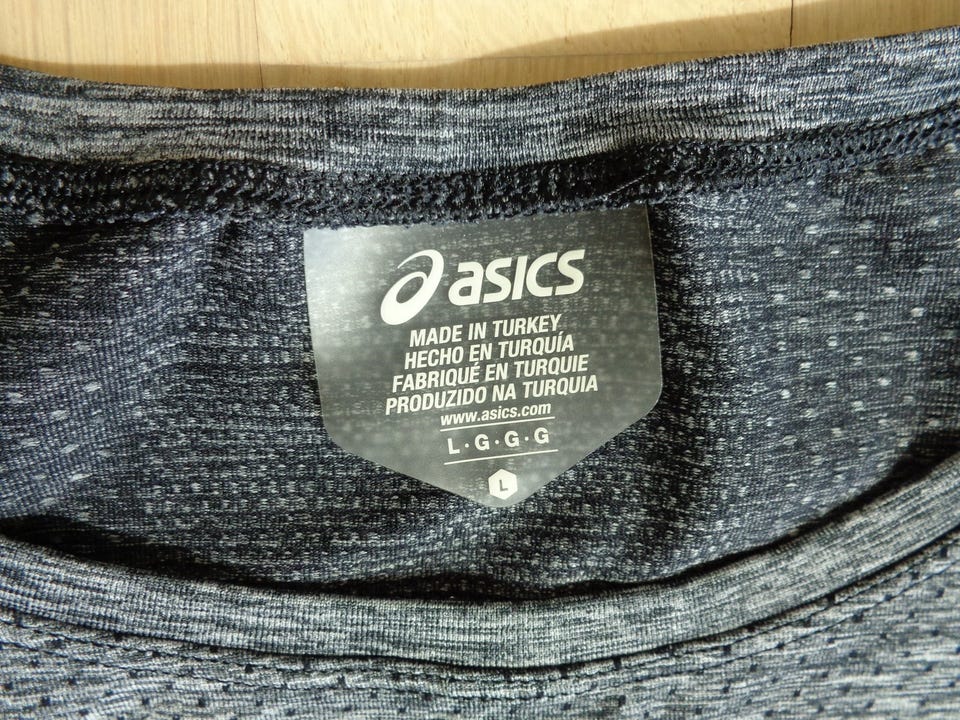 asics
MADE IN TURKEY
HECHO EN TURQUÍA
FABRIQUÉ EN TURQUIE
PRODUZIDO NA TURQUIA
www.asics.com
L·G·G·G
L